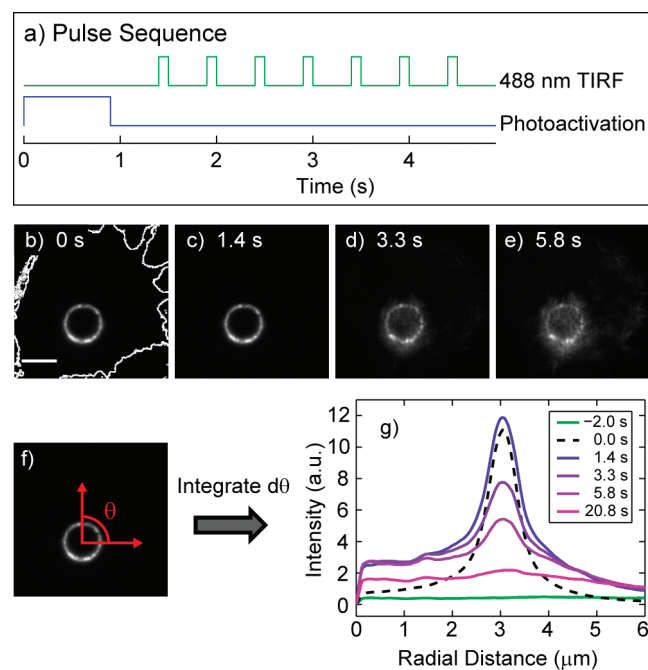 a) Pulse Sequence
488 nm TIRF
Photoactivation
0 1 2 3 4
Time (s)
b) 0 s
c) 1.4 s
d) 3.3 s
e) 5.8 s
f)
θ
Integrate dθ
g)
12
10
8
6
4
2
0
Intensity (a.u.)
−2.0 s
0.0 s
1.4 s
3.3 s
5.8 s
20.8 s
0 1 2 3 4 5 6
Radial Distance (μm)